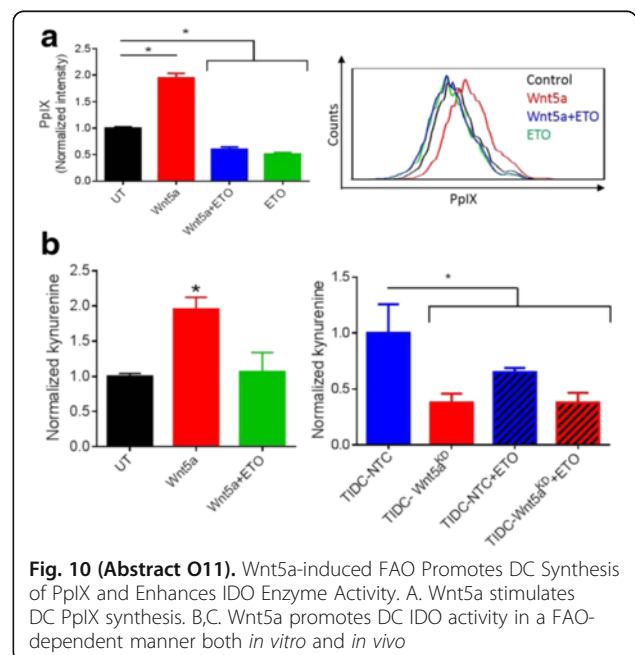 a
*
*
PpIX
(Normalized intensity)
2.5
2.0
1.5
1.0
0.5
0.0
UT
Wnt5a
Wnt5a+ETO
ETO
Counts
Control
Wnt5a
Wnt5a+ETO
ETO
PpIX
b
Normalized kynurenine
2.5
2.0
1.5
1.0
0.5
0.0
*
UT
Wnt5a
Wnt5a+ETO
Normalized kynurenine
1.5
1.0
0.5
0.0
*
TIDC-NTC
TIDC- Wnt5aKD
TIDC-NTC+ETO
TIDC-Wnt5aKD+ETO
Fig. 10 (Abstract O11). Wnt5a-induced FAO Promotes DC Synthesis
of PpIX and Enhances IDO Enzyme Activity. A. Wnt5a stimulates
DC PpIX synthesis. B,C. Wnt5a promotes DC IDO activity in a FAO-
dependent manner both in vitro and in vivo